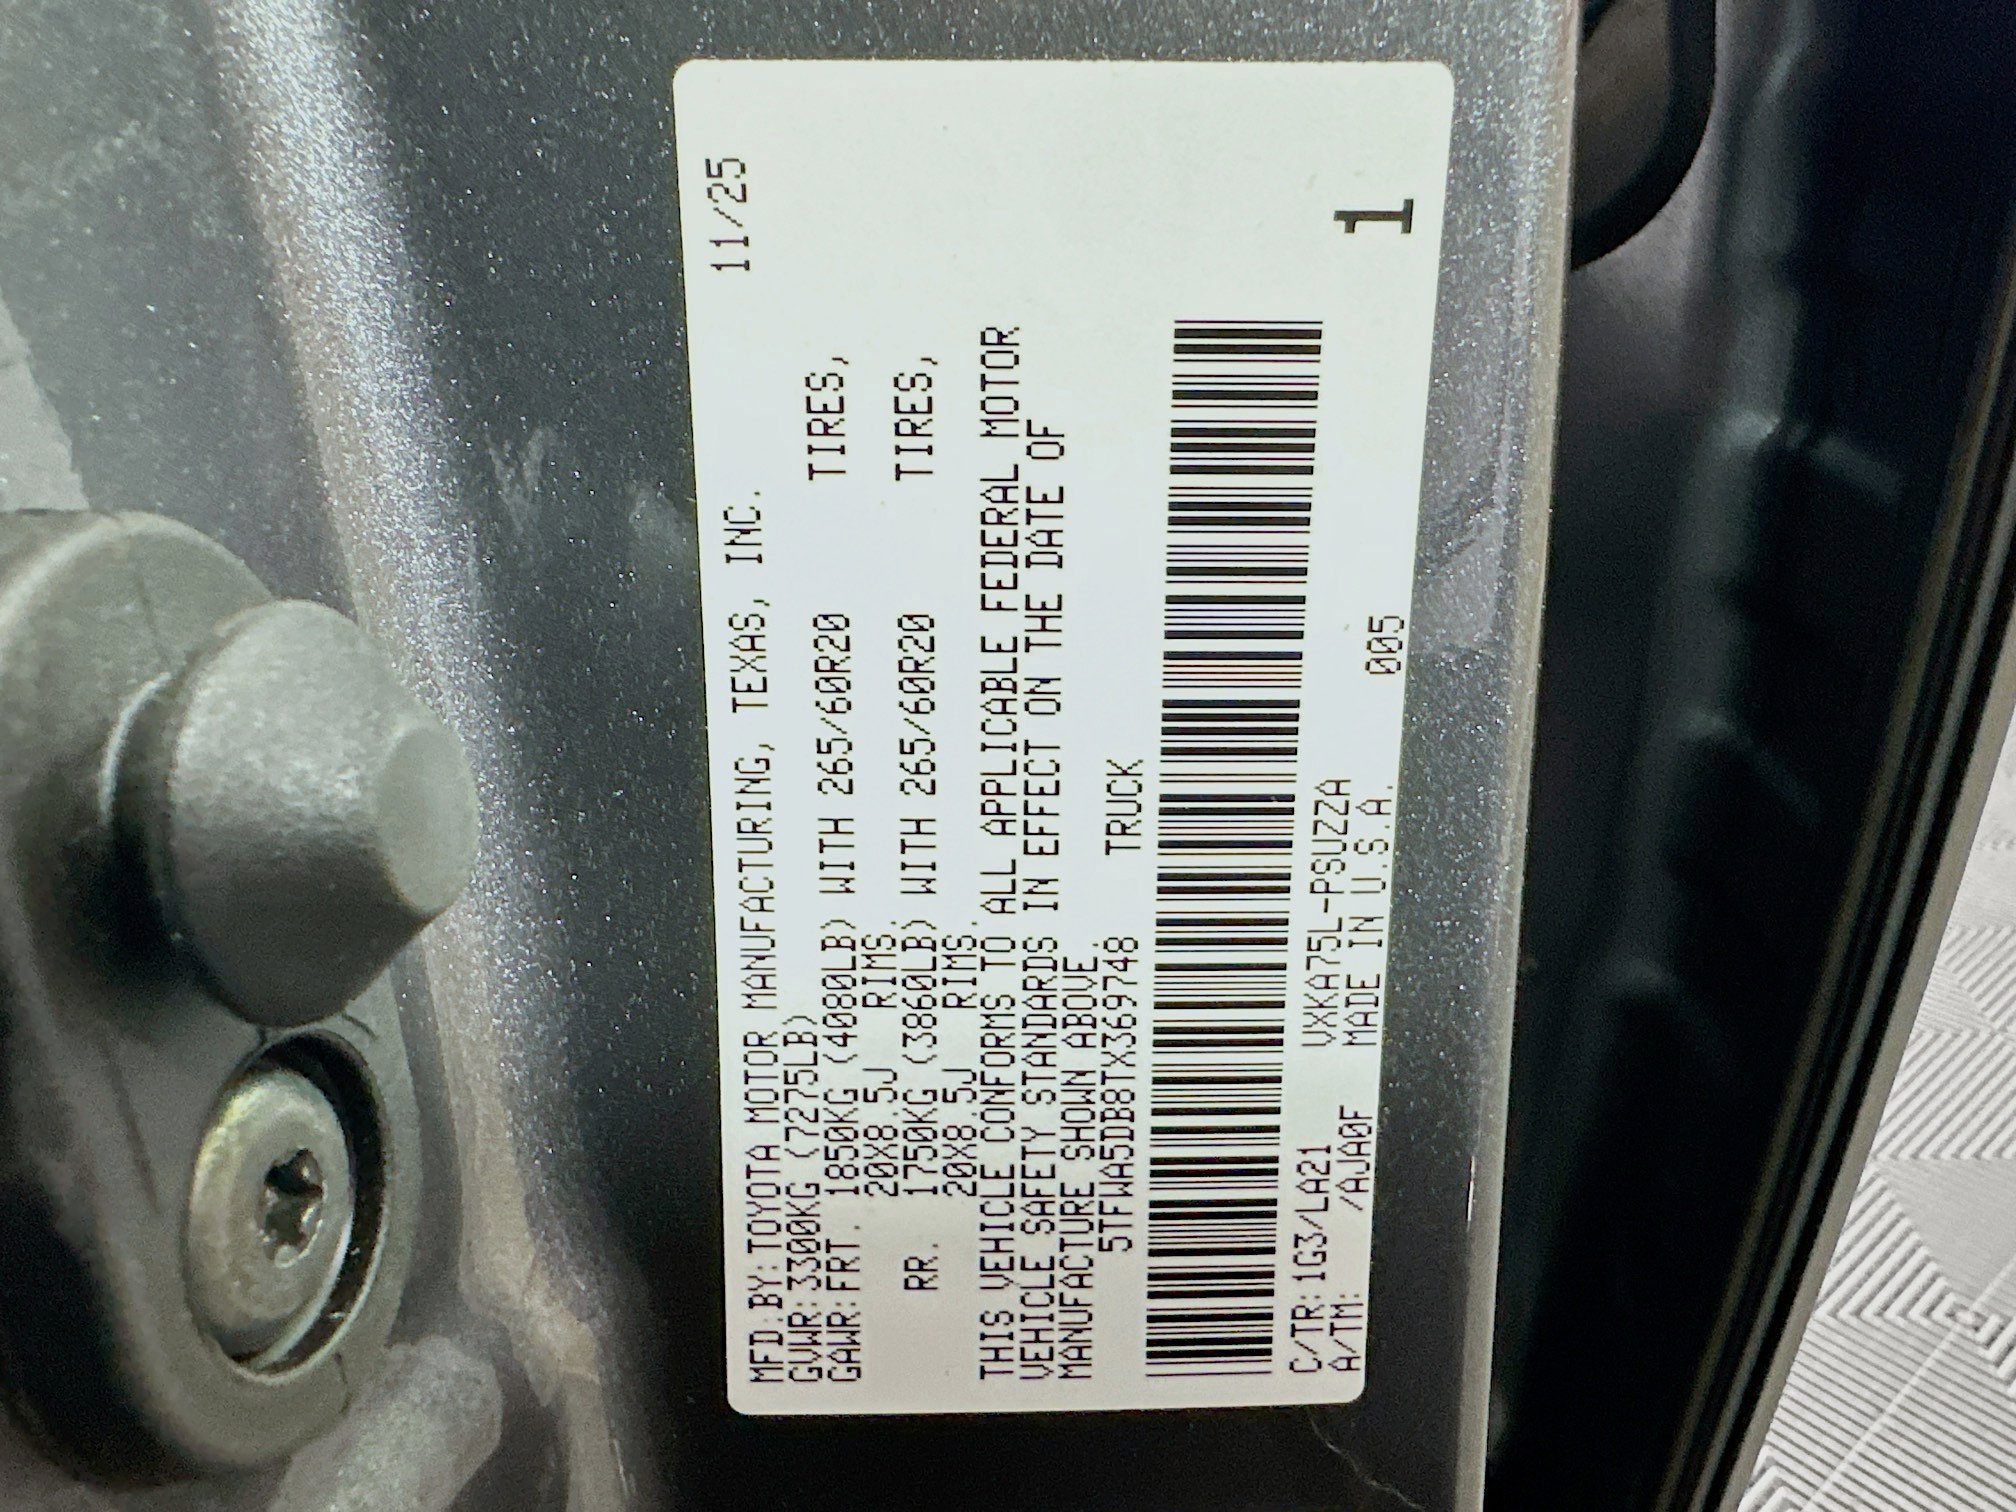 MFD:BY:TOYOTA MOTOR MANUFACTURING, TEXAS, INC. 11/25
GVWR:3300KG (7275LB)
GAWR:FRT. 1850KG (4080LB) WITH 265/60R20 TIRES,
20X8.5J RIMS.
RR. 1750KG (3860LB) WITH 265/60R20 TIRES,
20X8.5J RIMS.
THIS VEHICLE CONFORMS TO ALL APPLICABLE FEDERAL MOTOR
VEHICLE SAFETY STANDARDS IN EFFECT ON THE DATE OF
MANUFACTURE SHOWN ABOVE.
5TFWA5DB8TX369748 TRUCK
C/TR:1G3/LA21 VXKA75L-PSUZZA
A/TM: /AJA0F MADE IN U.S.A. 005
1